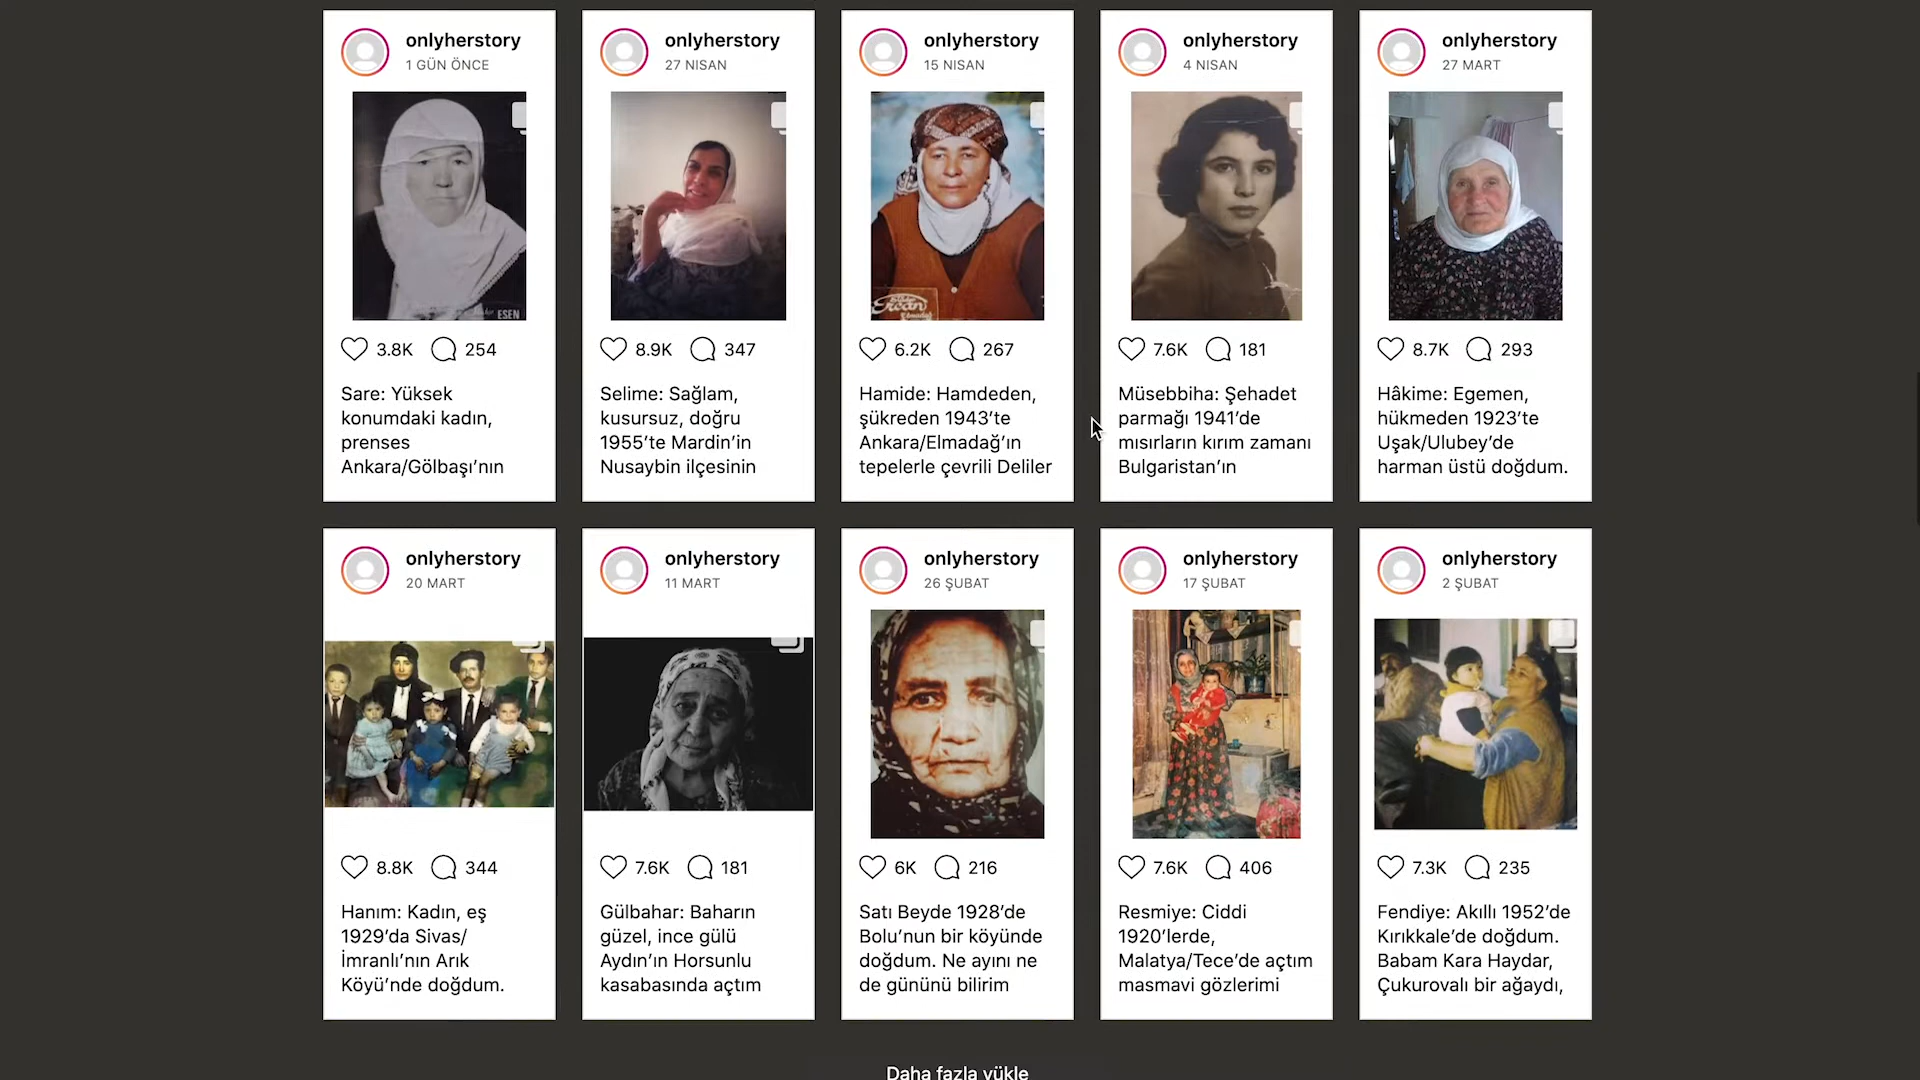 onlyherstory
1 GÜN ÖNCE
ESEN
3.8K 254
Sare: Yüksek
konumdaki kadın,
prenses
Ankara/Gölbaşı’nın
onlyherstory
27 NISAN
8.9K 347
Selime: Sağlam,
kusursuz, doğru
1955’te Mardin’in
Nusaybin ilçesinin
onlyherstory
15 NISAN
Ercan
Elmadağ
6.2K 267
Hamide: Hamdeden,
şükreden 1943’te
Ankara/Elmadağ’ın
tepelerle çevrili Deliler
onlyherstory
4 NISAN
7.6K 181
Müsebbiha: Şehadet
parmağı 1941’de
mısırların kırım zamanı
Bulgaristan’ın
onlyherstory
27 MART
8.7K 293
Hâkime: Egemen,
hükmeden 1923’te
Uşak/Ulubey’de
harman üstü doğdum.
onlyherstory
20 MART
8.8K 344
Hanım: Kadın, eş
1929’da Sivas/
İmranlı’nın Arık
Köyü’nde doğdum.
onlyherstory
11 MART
7.6K 181
Gülbahar: Baharın
güzel, ince gülü
Aydın’ın Horsunlu
kasabasında açtım
onlyherstory
26 ŞUBAT
6K 216
Satı Beyde 1928’de
Bolu’nun bir köyünde
doğdum. Ne ayını ne
de gününü bilirim
onlyherstory
17 ŞUBAT
7.6K 406
Resmiye: Ciddi
1920’lerde,
Malatya/Tece’de açtım
masmavi gözlerimi
onlyherstory
2 ŞUBAT
7.3K 235
Fendiye: Akıllı 1952’de
Kırıkkale’de doğdum.
Babam Kara Haydar,
Çukurovalı bir ağaydı,
Daha fazla yükle